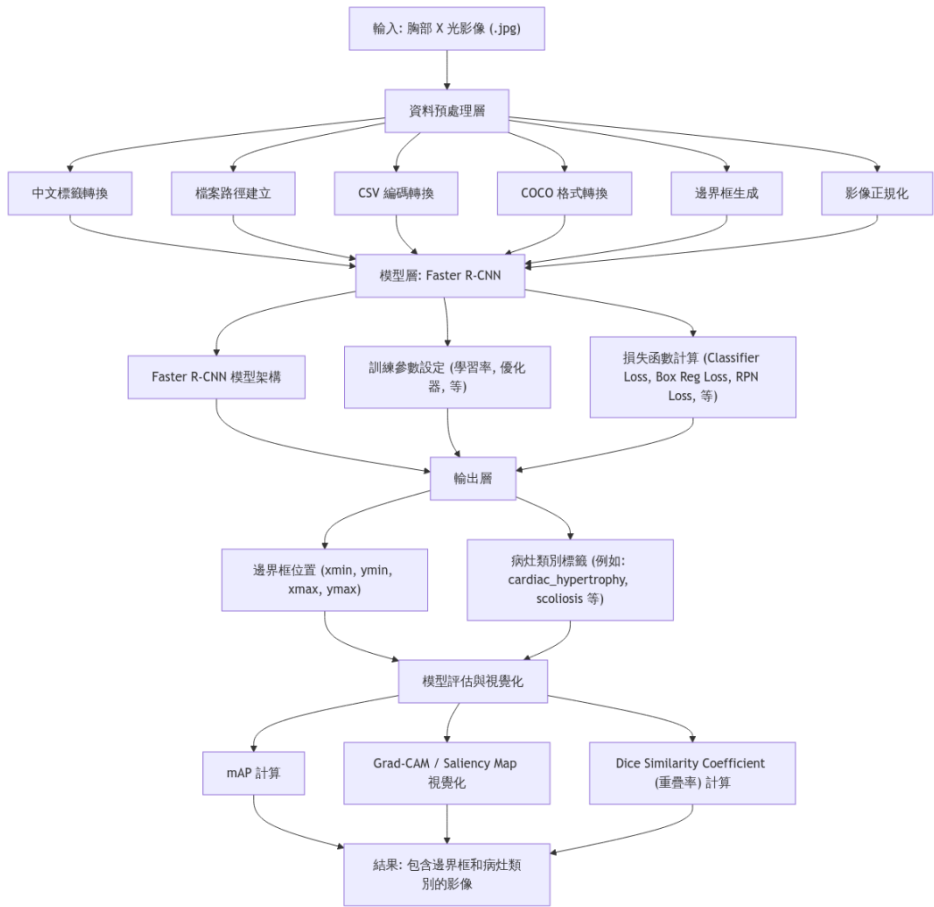 輸入: 胸部 X 光影像 (.jpg)
資料預處理層
中文標籤轉換
檔案路徑建立
CSV 編碼轉換
COCO 格式轉換
邊界框生成
影像正規化
模型層: Faster R-CNN
Faster R-CNN 模型架構
訓練參數設定 (學習率, 優化
器, 等)
損失函數計算 (Classifier
Loss, Box Reg Loss, RPN
Loss, 等)
輸出層
邊界框位置 (xmin, ymin,
xmax, ymax)
病灶類別標籤 (例如:
cardiac_hypertrophy,
scoliosis 等)
模型評估與視覺化
mAP 計算
Grad-CAM / Saliency Map
視覺化
Dice Similarity Coefficient
(重疊率) 計算
結果: 包含邊界框和病灶類
別的影像